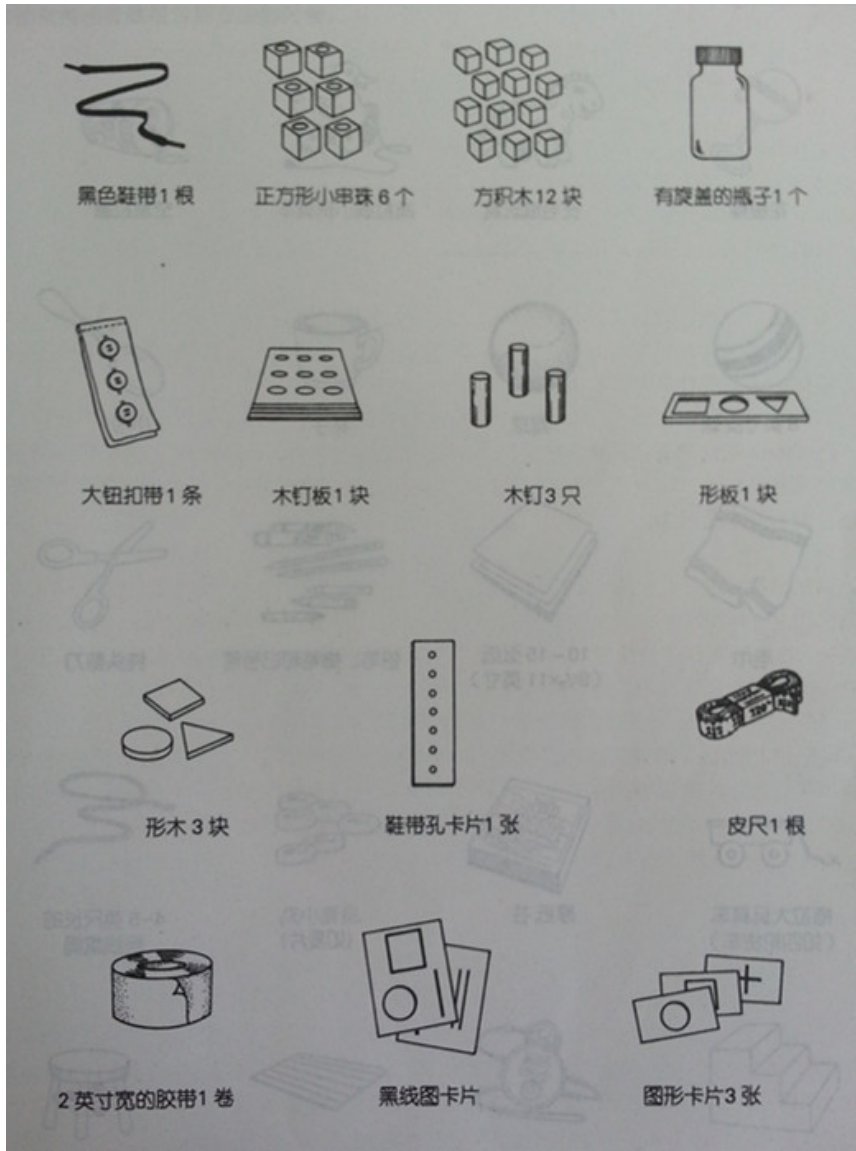 黑色鞋带1根
正方形小串珠6个
方积木12块
有旋盖的瓶子1个
大钮扣带1条
木钉板1块
木钉3只
形板1块
形木3块
鞋带孔卡片1张
皮尺1根
2英寸宽的胶带1卷
黑线图卡片
图形卡片3张